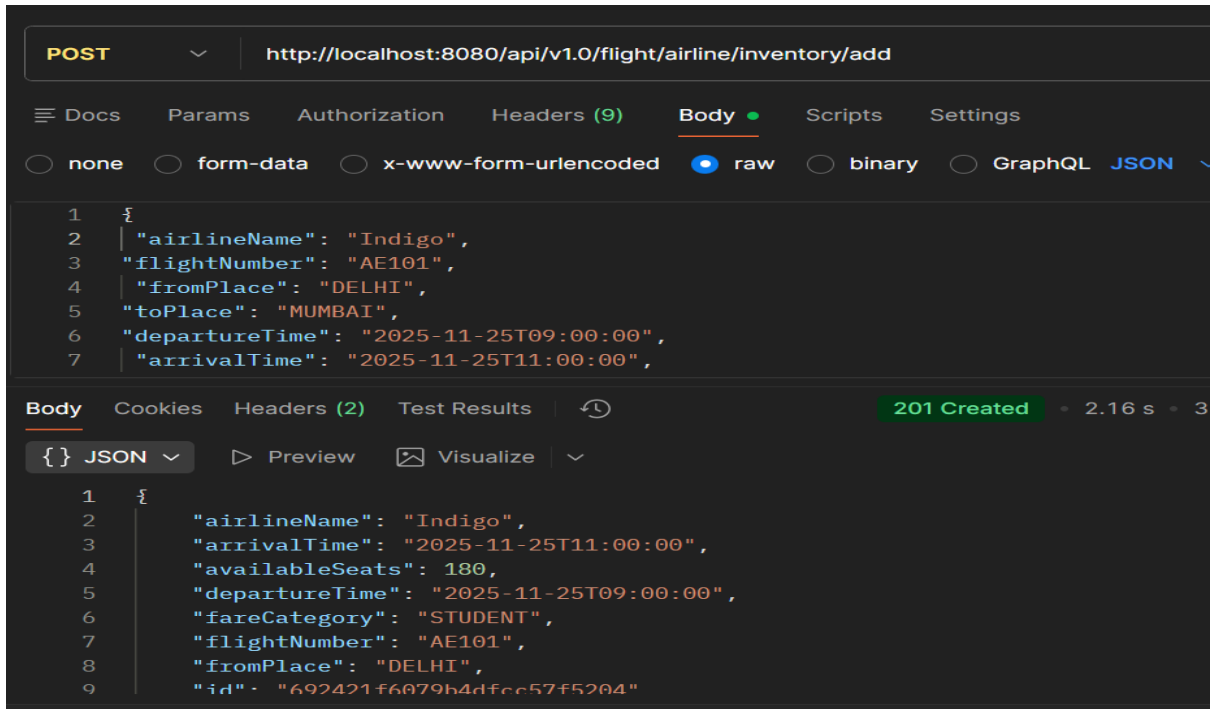 POST http://localhost:8080/api/v1.0/flight/airline/inventory/add
Docs Params Authorization Headers (9) Body Scripts Settings
none form-data x-www-form-urlencoded raw binary GraphQL JSON
1 {
2 "airlineName": "Indigo",
3 "flightNumber": "AE101",
4 "fromPlace": "DELHI",
5 "toPlace": "MUMBAI",
6 "departureTime": "2025-11-25T09:00:00",
7 "arrivalTime": "2025-11-25T11:00:00",
Body Cookies Headers (2) Test Results 201 Created • 2.16 s • 3
{} JSON Preview Visualize
1 {
2 "airlineName": "Indigo",
3 "arrivalTime": "2025-11-25T11:00:00",
4 "availableSeats": 180,
5 "departureTime": "2025-11-25T09:00:00",
6 "fareCategory": "STUDENT",
7 "flightNumber": "AE101",
8 "fromPlace": "DELHI",
9 "id": "692421f6079b4dfcc57f5204"